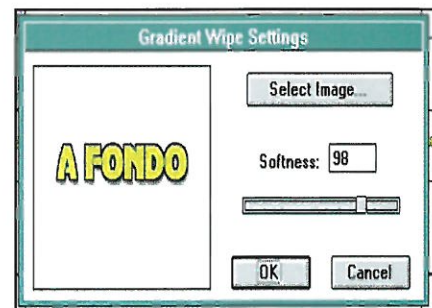 Gradient Wipe Settings
Select Image...
A FONDO
Softness: 98
OK
Cancel